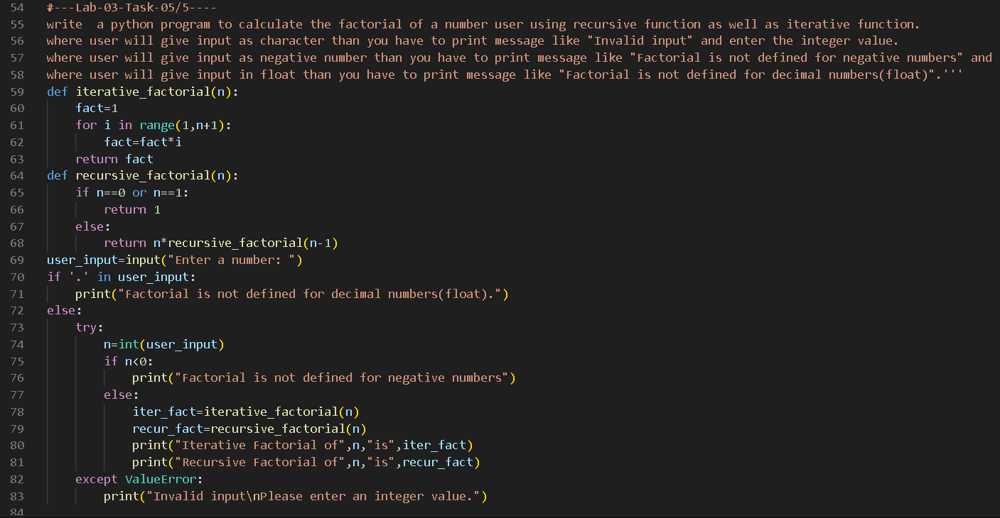 54 #---Lab-03-Task-05/5----
55 write  a python program to calculate the factorial of a number user using recursive function as well as iterative function.
56 where user will give input as character than you have to print message like "Invalid input" and enter the integer value.
57 where user will give input as negative number than you have to print message like "Factorial is not defined for negative numbers" and
58 where user will give input in float than you have to print message like "Factorial is not defined for decimal numbers(float)".'''
59 def iterative_factorial(n):
60     fact=1
61     for i in range(1,n+1):
62         fact=fact*i
63     return fact
64 def recursive_factorial(n):
65     if n==0 or n==1:
66         return 1
67     else:
68         return n*recursive_factorial(n-1)
69 user_input=input("Enter a number: ")
70 if '.' in user_input:
71     print("Factorial is not defined for decimal numbers(float).")
72 else:
73     try:
74         n=int(user_input)
75         if n<0:
76             print("Factorial is not defined for negative numbers")
77         else:
78             iter_fact=iterative_factorial(n)
79             recur_fact=recursive_factorial(n)
80             print("Iterative Factorial of",n,"is",iter_fact)
81             print("Recursive Factorial of",n,"is",recur_fact)
82     except ValueError:
83         print("Invalid input\nPlease enter an integer value.")
84